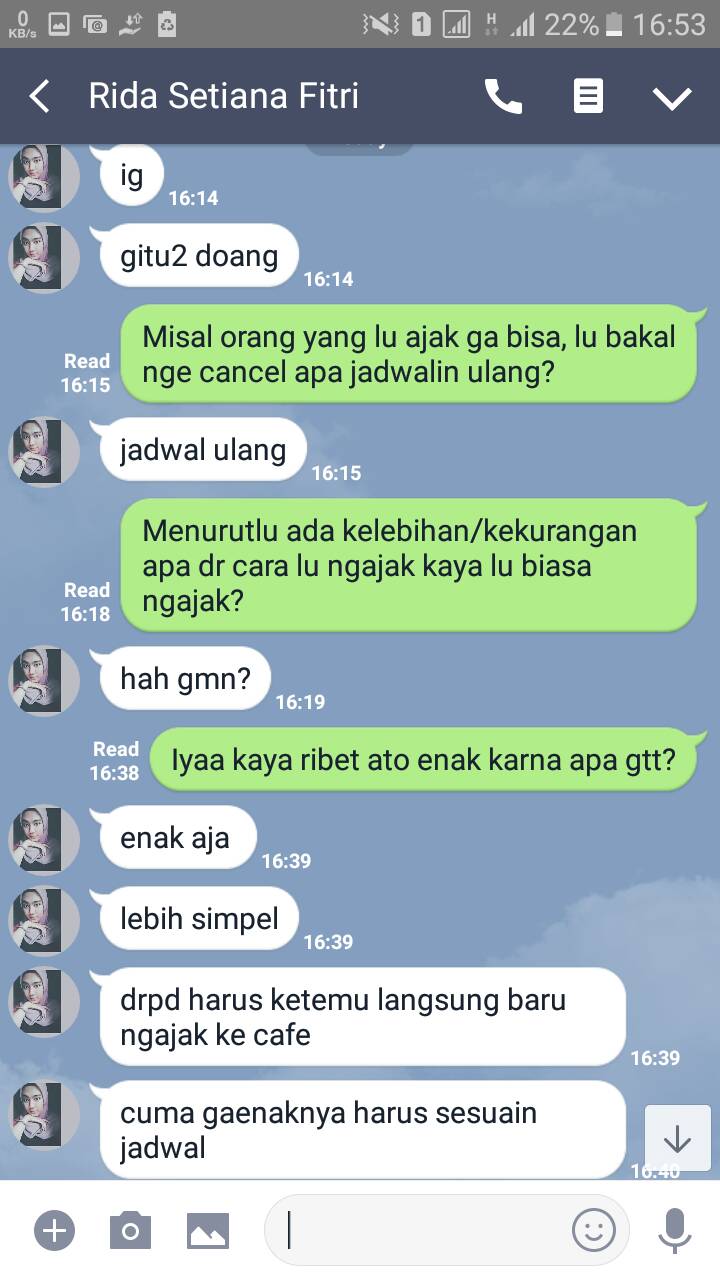 0
KB/s
1
H
22%
16:53
Rida Setiana Fitri
ig
16:14
gitu2 doang
16:14
Misal orang yang lu ajak ga bisa, lu bakal
nge cancel apa jadwalin ulang?
Read
16:15
jadwal ulang
16:15
Menurutlu ada kelebihan/kekurangan
apa dr cara lu ngajak kaya lu biasa
ngajak?
Read
16:18
hah gmn?
16:19
Read
16:38
Iyaa kaya ribet ato enak karna apa gtt?
enak aja
16:39
lebih simpel
16:39
drpd harus ketemu langsung baru
ngajak ke cafe
16:39
cuma gaenaknya harus sesuain
jadwal
16:40